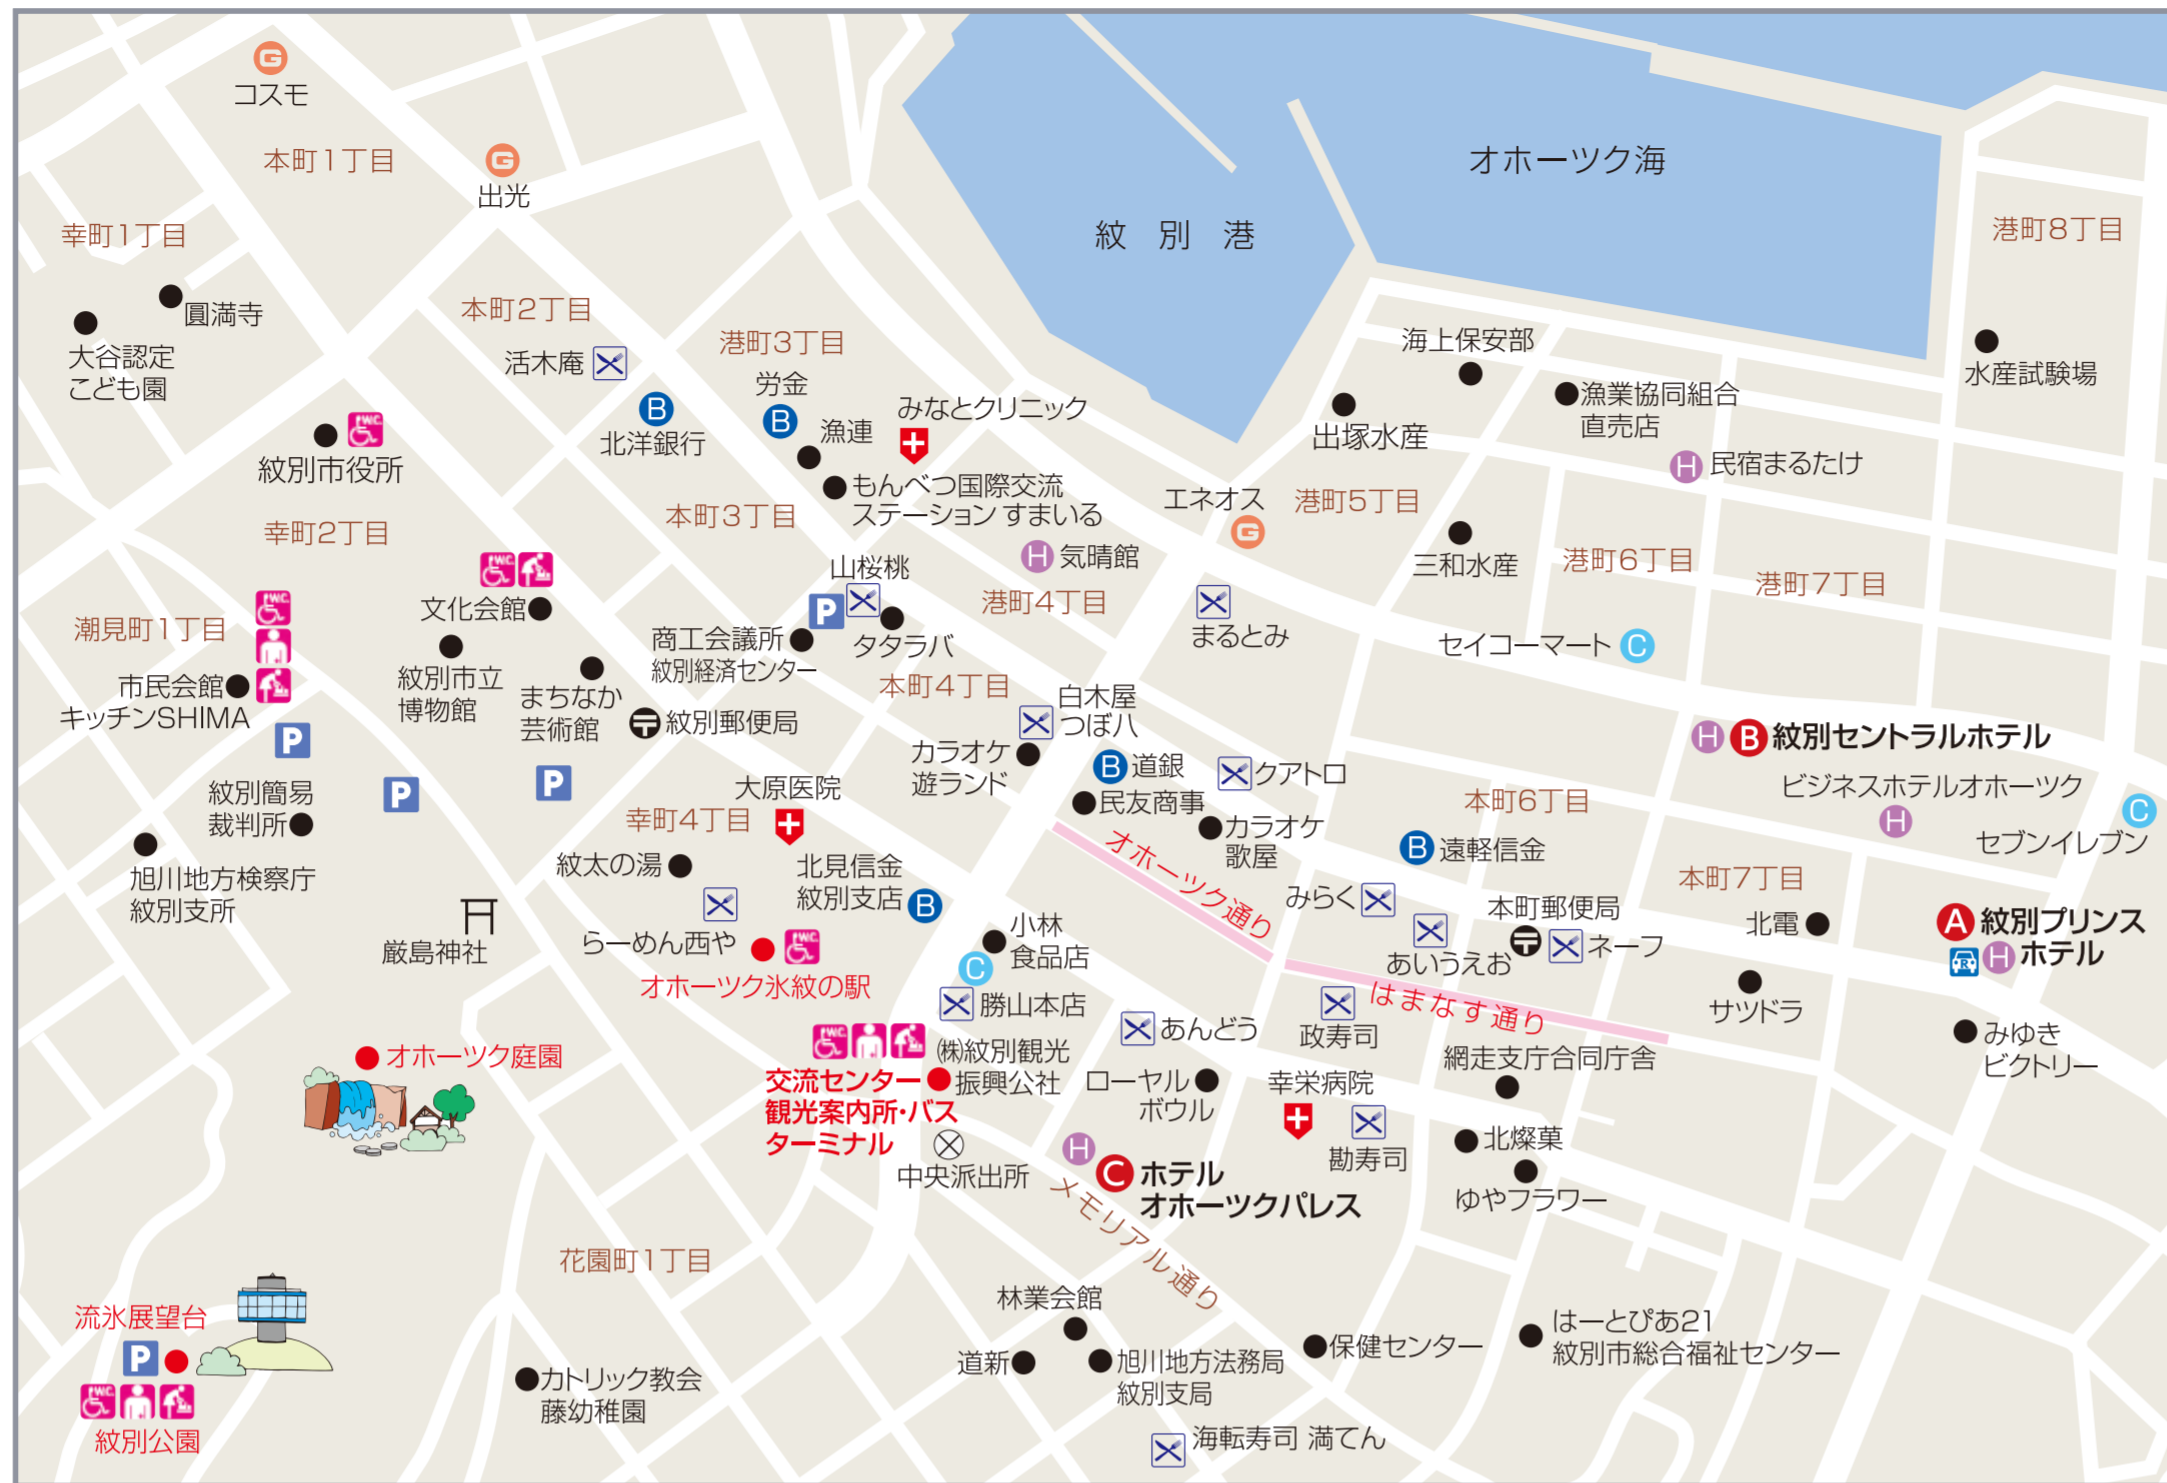 コスモ
本町1丁目
出光
オホーツク海
紋 別 港
港町8丁目
幸町1丁目
圓満寺
大谷認定
こども園
本町2丁目
活木庵
港町3丁目
労金
B
北洋銀行
B
漁連
みなとクリニック
海上保安部
水産試験場
漁業協同組合
直売店
出塚水産
H
民宿まるたけ
W.C.
紋別市役所
もんべつ国際交流
ステーション すまいる
エネオス
G
港町5丁目
本町3丁目
幸町2丁目
H
気晴館
三和水産
港町6丁目
港町7丁目
山桜桃
P
タタラバ
港町4丁目
まるとみ
セイコーマート
C
W.C.
文化会館
潮見町1丁目
W.C.
商工会議所
紋別経済センター
紋別市立
博物館
まちなか
芸術館
市民会館
キッチンSHIMA
P
本町4丁目
白木屋
つぼ八
紋別郵便局
カラオケ
遊ランド
H
B
紋別セントラルホテル
B
道銀
クアトロ
民友商事
カラオケ
歌屋
ビジネスホテルオホーツク
H
C
セブンイレブン
本町6丁目
紋別簡易
裁判所
P
P
大原医院
幸町4丁目
オホーツク通り
B
遠軽信金
旭川地方検察庁
紋別支所
紋太の湯
北見信金
紋別支店
B
みらく
本町郵便局
あいうえお
ネーフ
本町7丁目
北電
A
紋別プリンス
ホテル
R
H
厳島神社
らーめん西や
W.C.
オホーツク氷紋の駅
小林
食品店
C
勝山本店
あんどう
政寿司
はまなす通り
サツドラ
みゆき
ビクトリー
オホーツク庭園
W.C.
㈱紋別観光
振興公社
交流センター
観光案内所・バス
ターミナル
ローヤル
ボウル
幸栄病院
網走支庁合同庁舎
中央派出所
H
C
ホテル
オホーツクパレス
勘寿司
北燦菓
ゆやフラワー
メモリアル通り
花園町1丁目
流氷展望台
P
W.C.
紋別公園
林業会館
道新
旭川地方法務局
紋別支局
保健センター
はーとぴあ21
紋別市総合福祉センター
カトリック教会
藤幼稚園
海転寿司 満てん
G
G